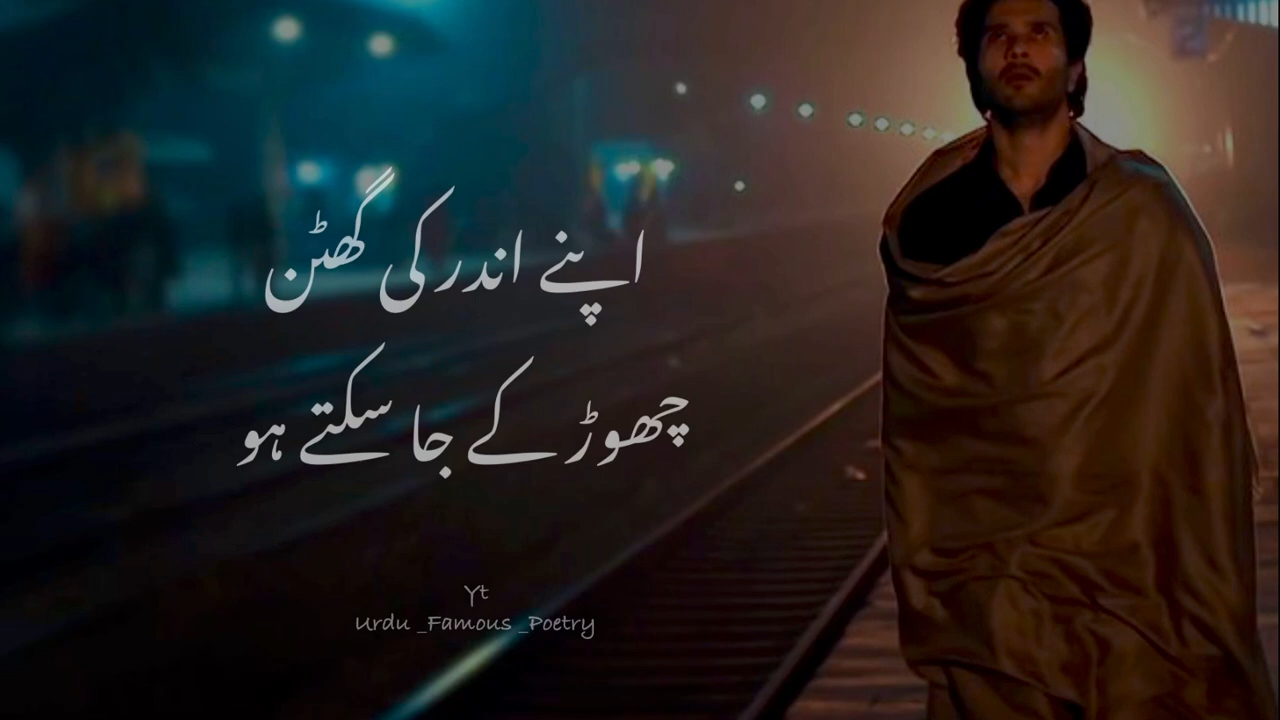 اپنے اندر کی گھٹن
چھوڑ کے جا سکتے ہو
Yt
Urdu _Famous _Poetry